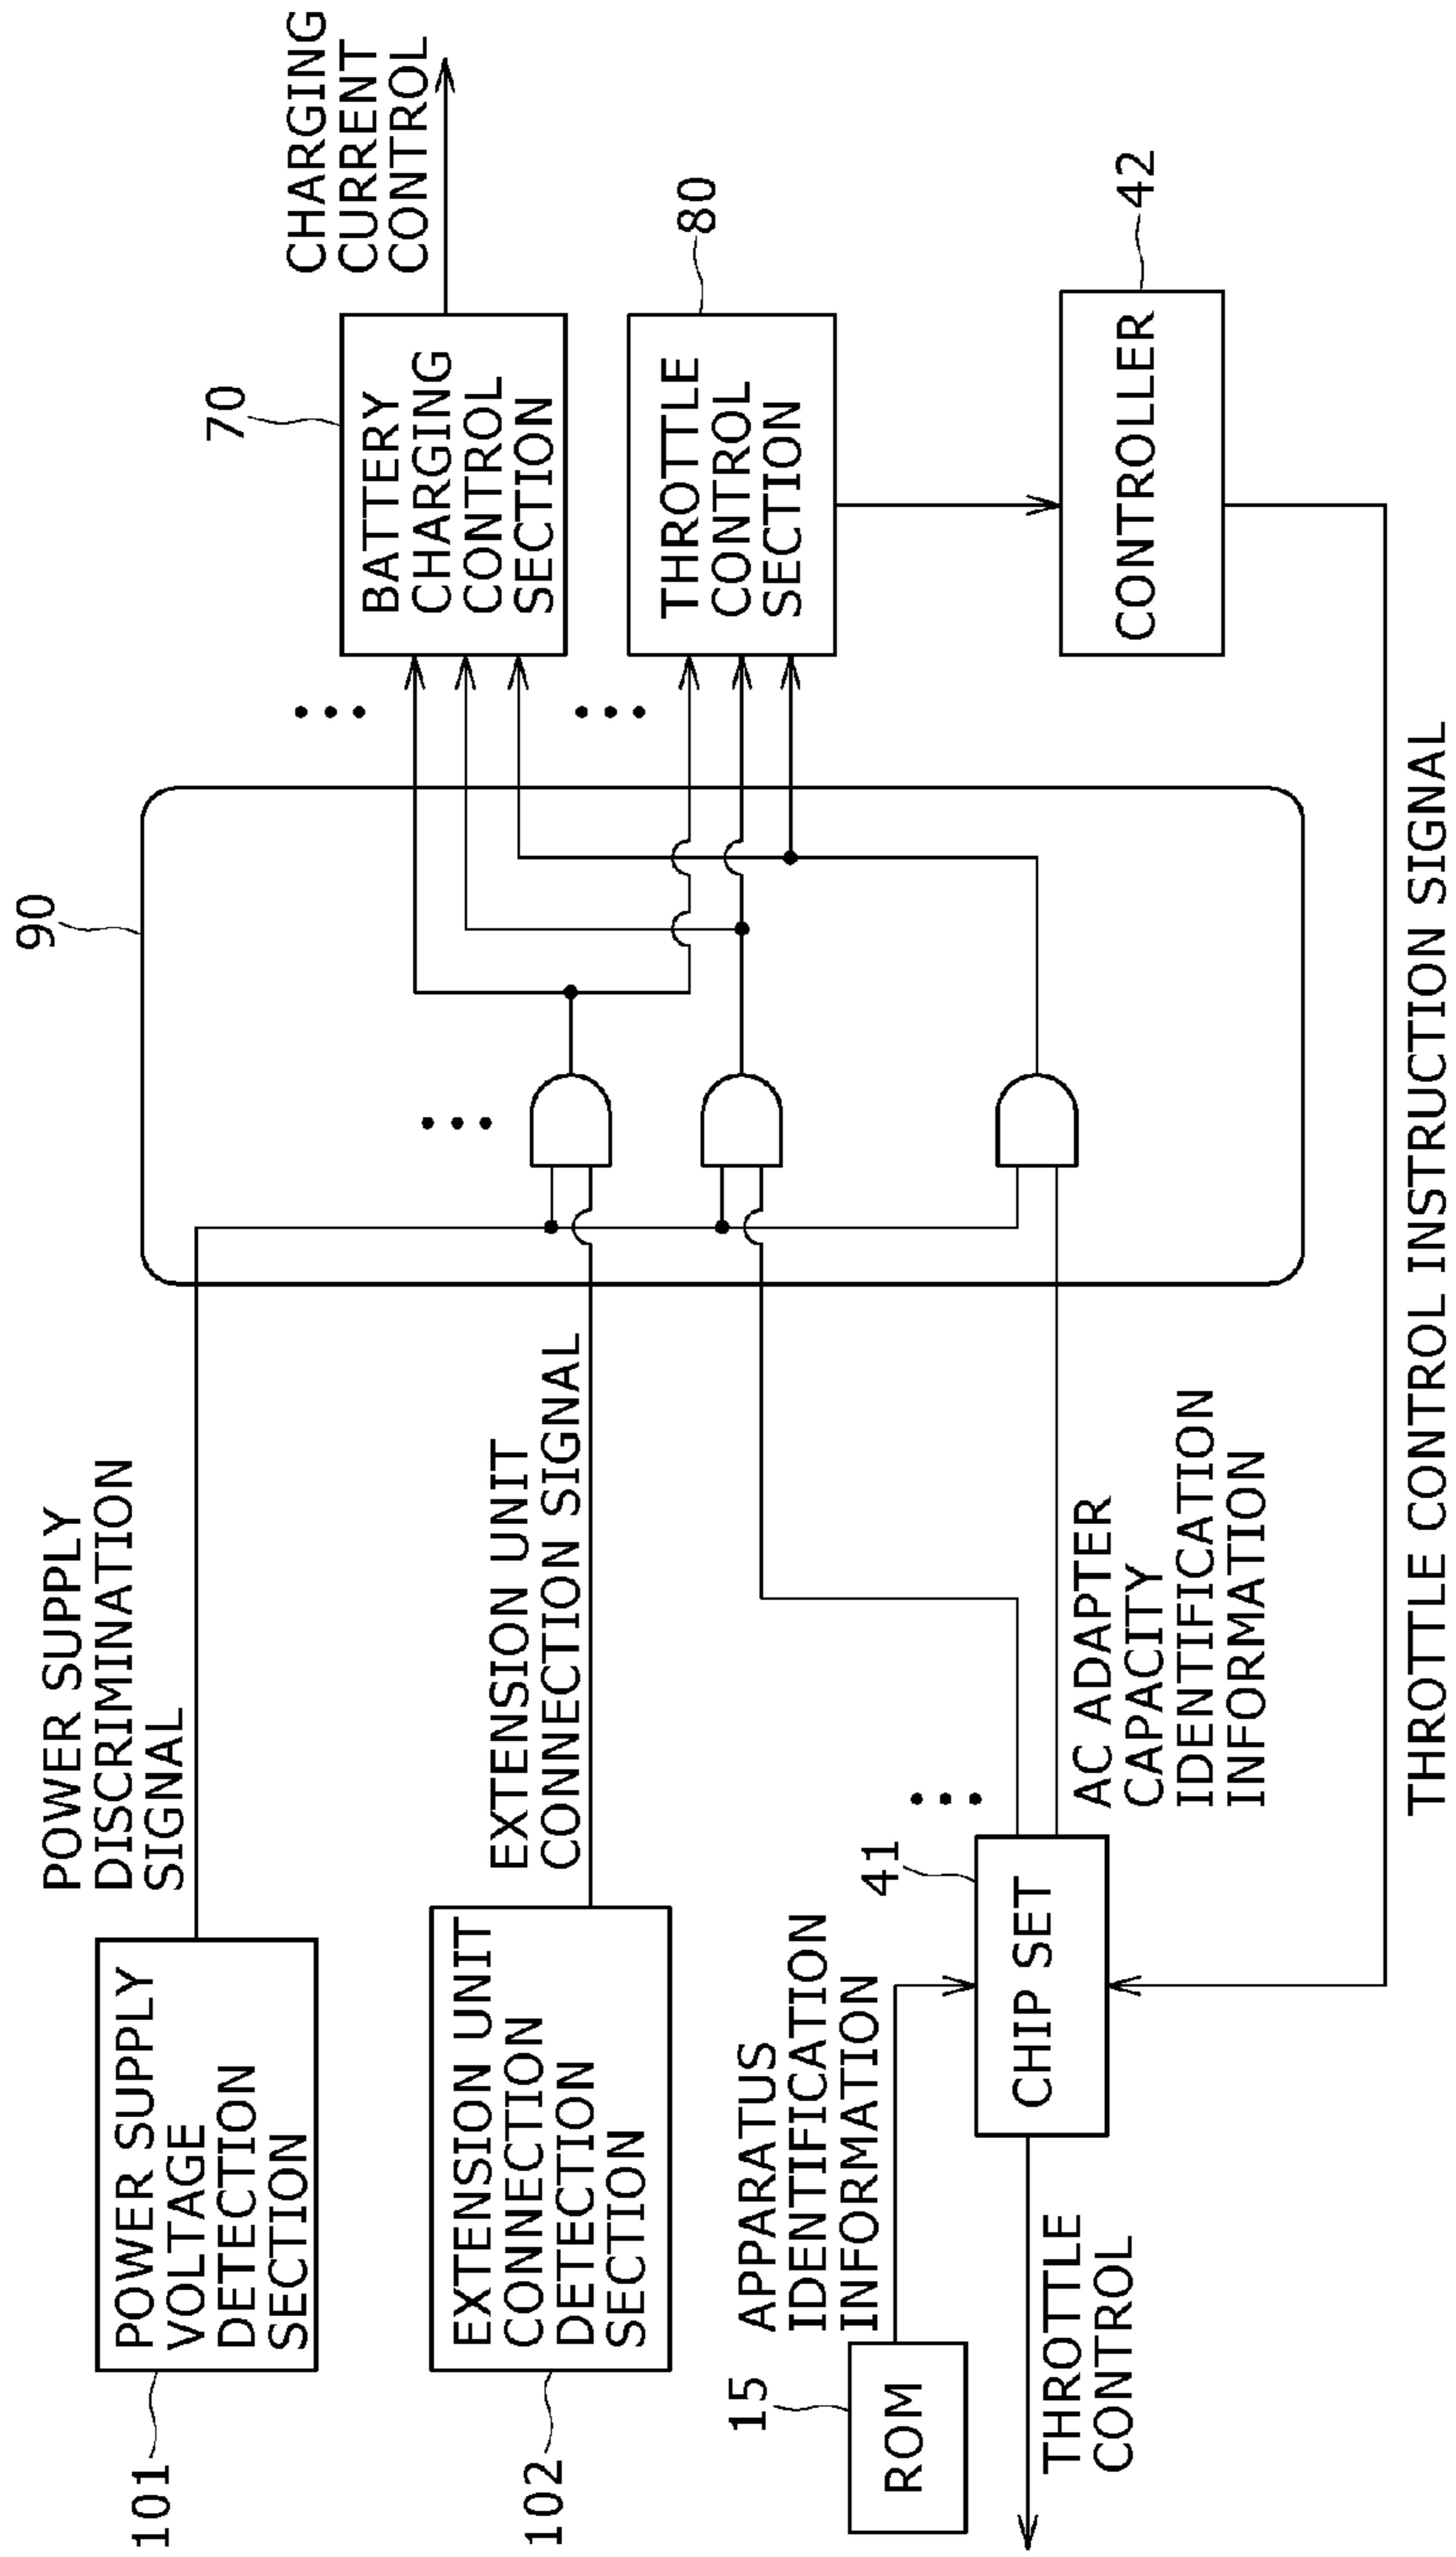 101
POWER SUPPLY
VOLTAGE
DETECTION
SECTION
POWER SUPPLY
DISCRIMINATION
SIGNAL
90
70
BATTERY
CHARGING
CONTROL
SECTION
CHARGING
CURRENT
CONTROL
102
EXTENSION UNIT
CONNECTION
DETECTION
SECTION
EXTENSION UNIT
CONNECTION SIGNAL
THROTTLE
CONTROL
SECTION
80
15
ROM
APPARATUS
IDENTIFICATION
INFORMATION
41
CHIP SET
AC ADAPTER
CAPACITY
IDENTIFICATION
INFORMATION
CONTROLLER
42
THROTTLE
CONTROL
THROTTLE CONTROL INSTRUCTION SIGNAL